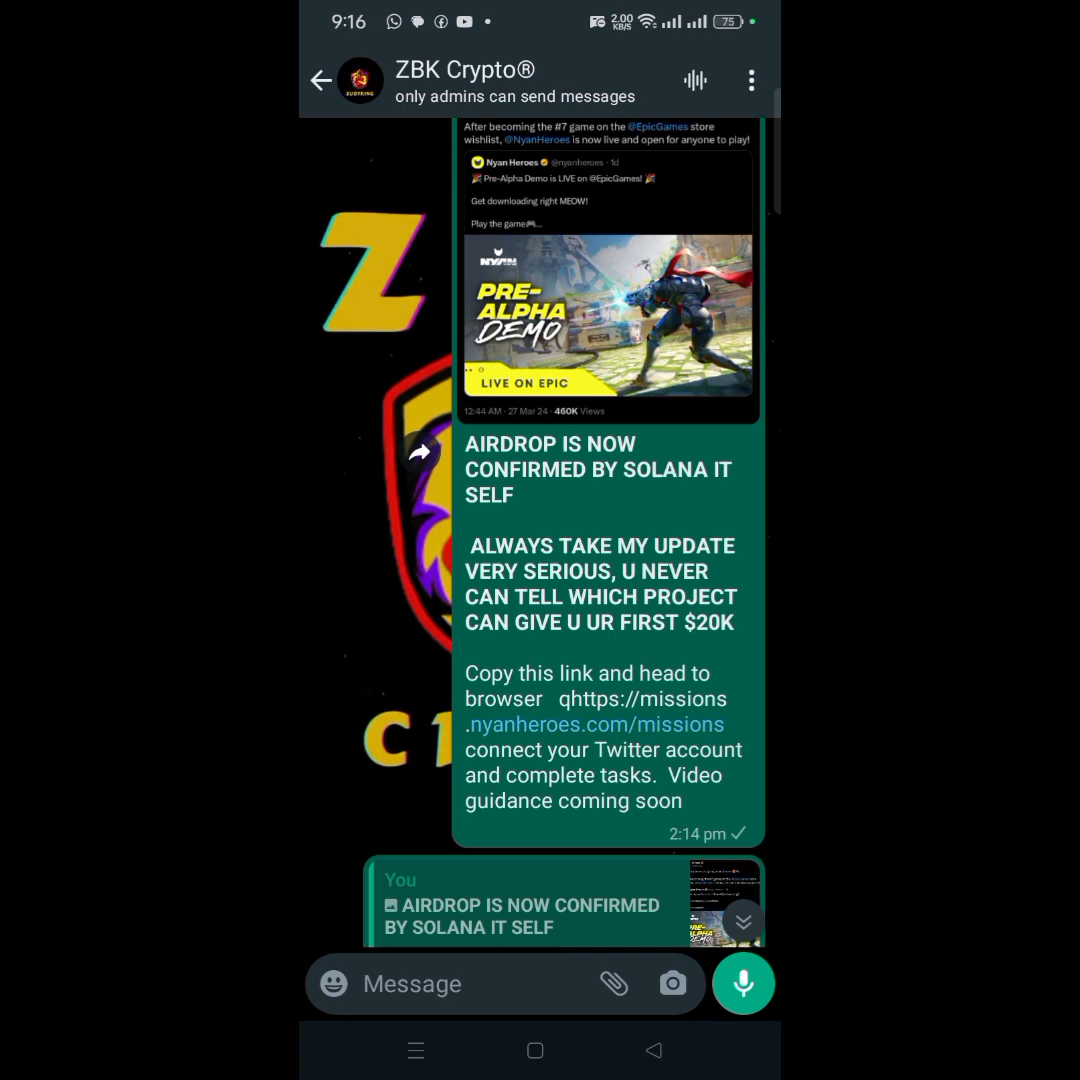 9:16
2.00
KB/S
75
ZBK Crypto®
ZUBYKING
only admins can send messages
After becoming the #7 game on the @EpicGames store
wishlist, @NyanHeroes is now live and open for anyone to play!
Nyan Heroes @nyanheroes · 1d
🎉 Pre-Alpha Demo is LIVE on @EpicGames! 🎉
Get downloading right MEOW!
Play the game🎮...
NYAN
PRE-
ALPHA
DEMO
LIVE ON EPIC
12:44 AM · 27 Mar 24 · 460K Views
Z
C
AIRDROP IS NOW
CONFIRMED BY SOLANA IT
SELF
ALWAYS TAKE MY UPDATE
VERY SERIOUS, U NEVER
CAN TELL WHICH PROJECT
CAN GIVE U UR FIRST $20K
Copy this link and head to
browser qhttps://missions
.nyanheroes.com/missions
connect your Twitter account
and complete tasks. Video
guidance coming soon
2:14 pm
You
AIRDROP IS NOW CONFIRMED
BY SOLANA IT SELF
Message